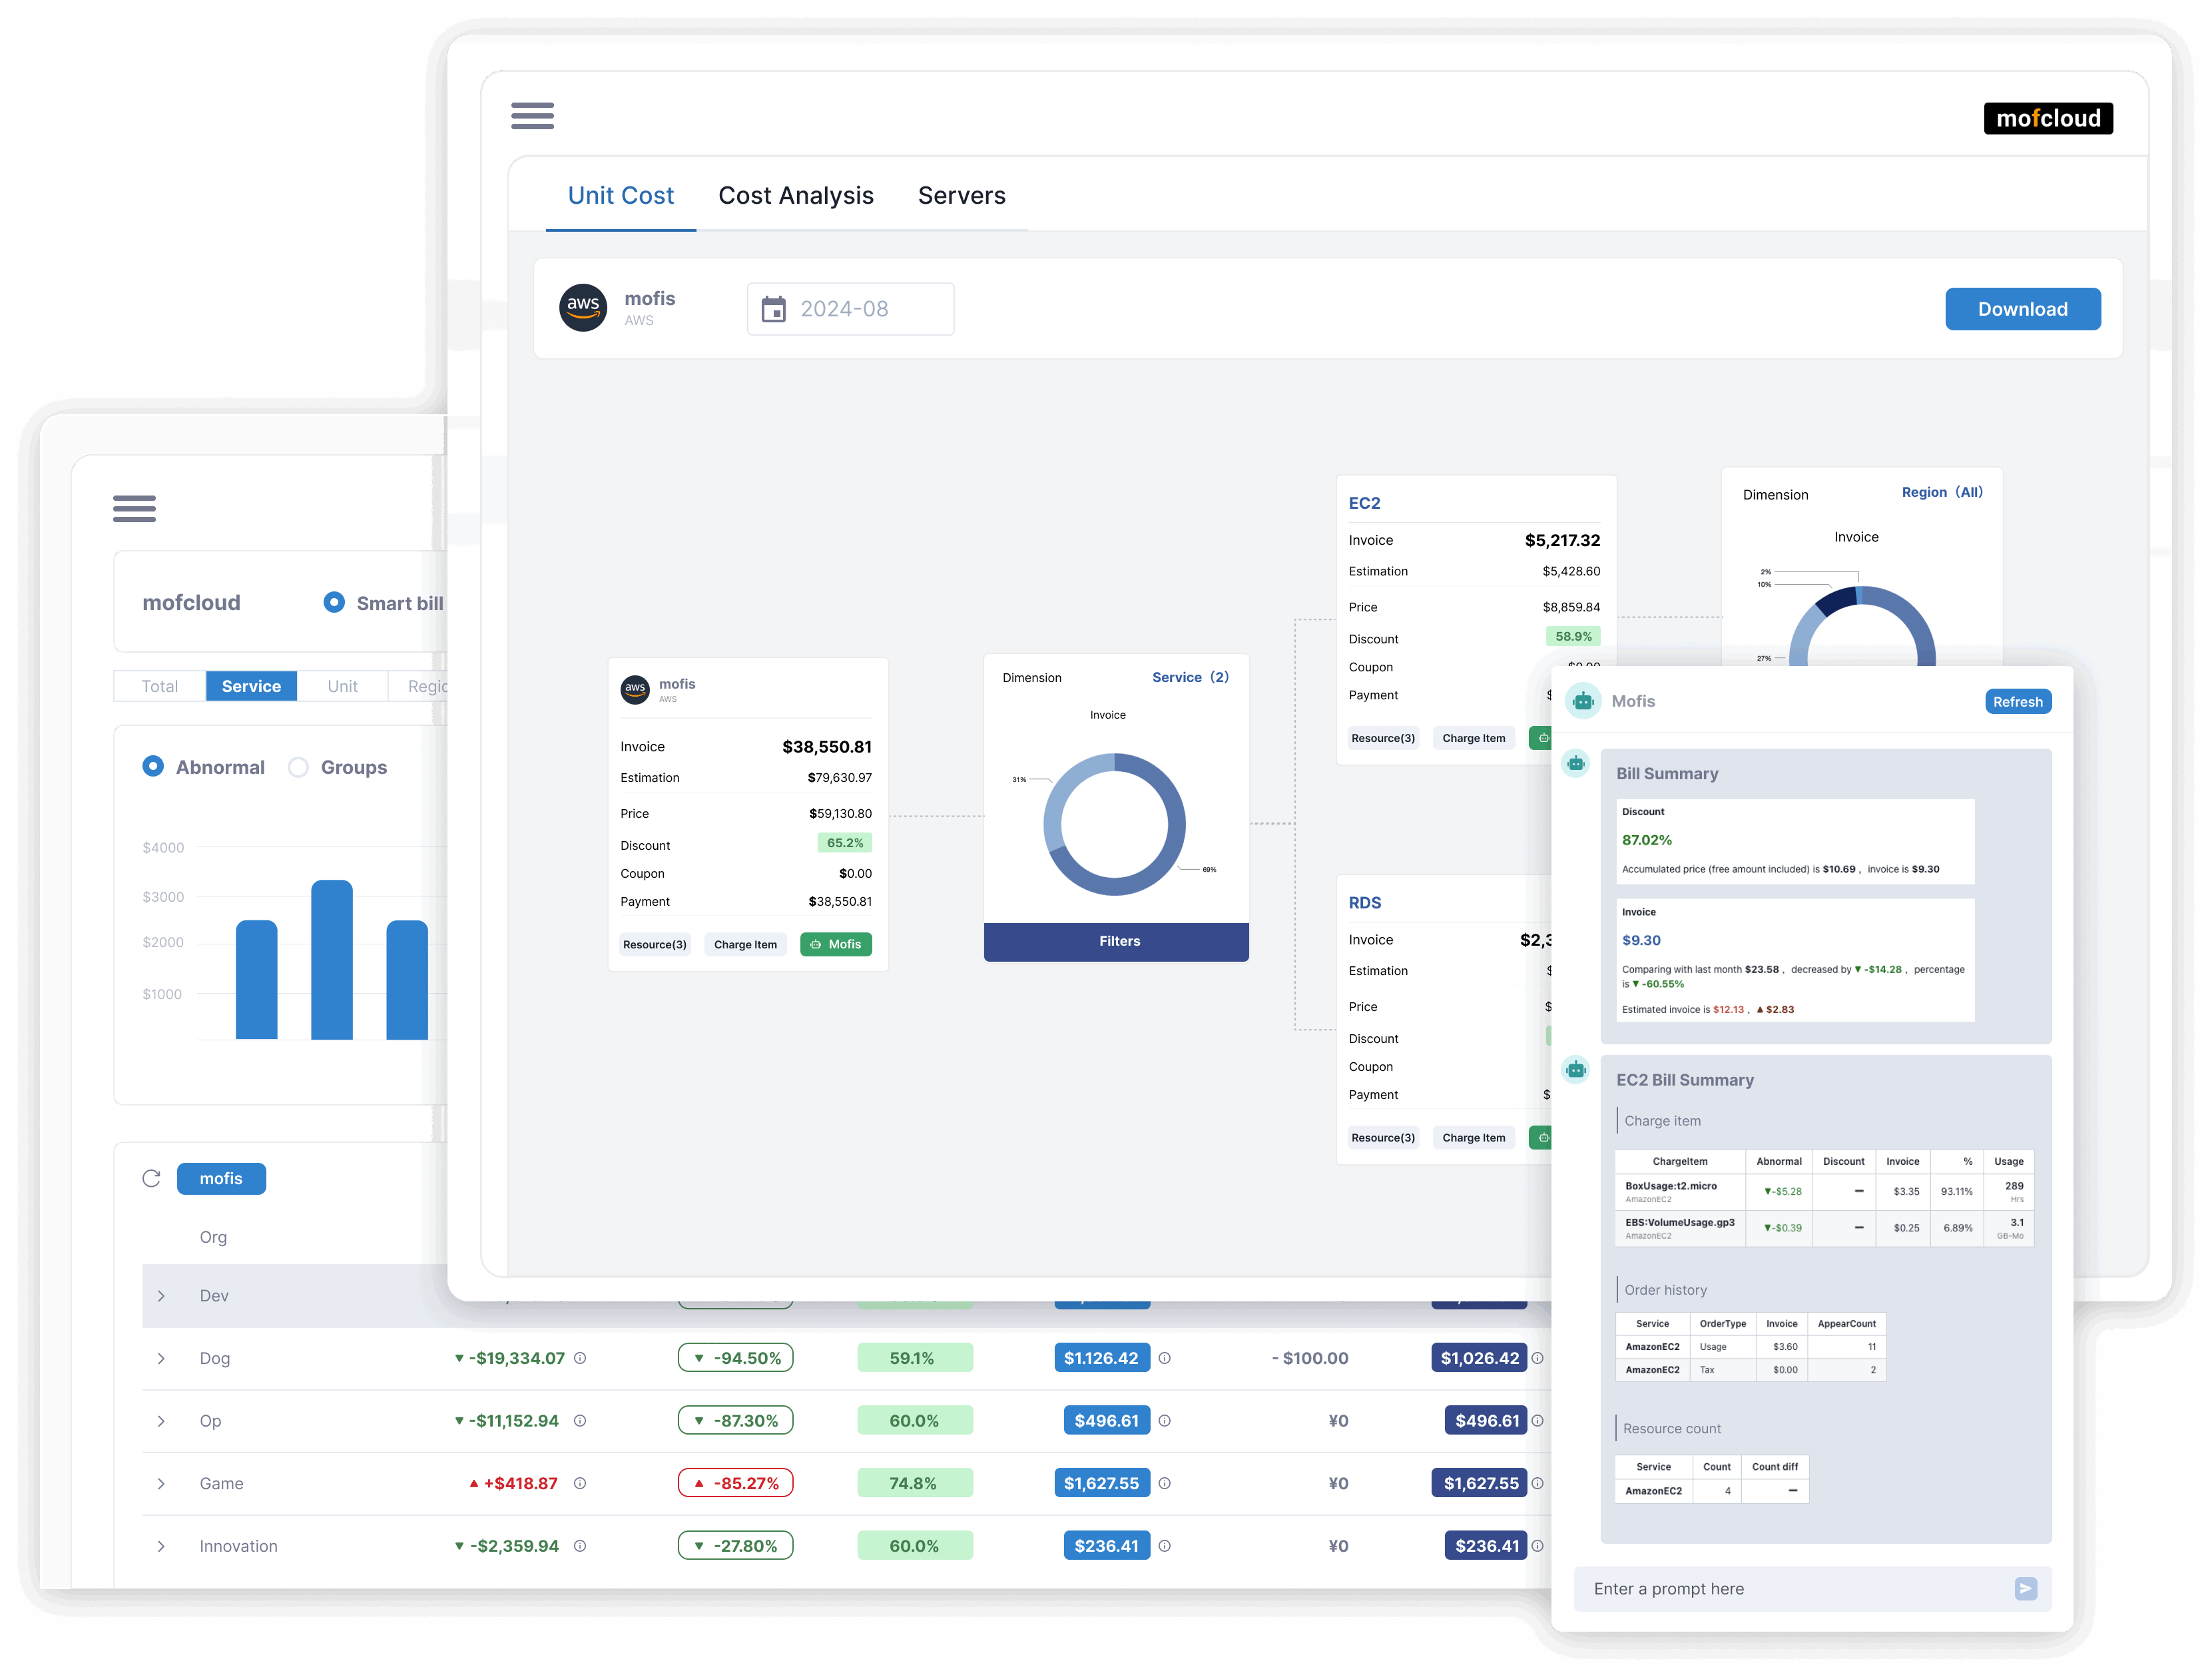 mofcloud
Unit Cost Cost Analysis Servers
aws mofis
AWS
2024-08
Download
aws mofis
AWS
Invoice $38,550.81
Estimation $79,630.97
Price $59,130.80
Discount 65.2%
Coupon $0.00
Payment $38,550.81
Resource(3) Charge Item Mofis
Dimension Service (2)
Invoice
31%
69%
Filters
EC2
Invoice $5,217.32
Estimation $5,428.60
Price $8,859.84
Discount 58.9%
Coupon $0.00
Payment $
Resource(3) Charge Item
RDS
Invoice
Estimation $
Price $
Discount
Coupon
Payment $
Resource(3) Charge Item
Dimension Region (All)
Invoice
2%
10%
27%
mofcloud Smart bill
Total Service Unit
Abnormal Groups
$4000
$3000
$2000
$1000
mofis
Org
Dev
Dog ▼ -$19,334.07 ▼ -94.50% 59.1% $1.126.42 - $100.00 $1,026.42
Op ▼ -$11,152.94 ▼ -87.30% 60.0% $496.61 ¥0 $496.61
Game ▲ +$418.87 ▲ -85.27% 74.8% $1,627.55 ¥0 $1,627.55
Innovation ▼ -$2,359.94 ▼ -27.80% 60.0% $236.41 ¥0 $236.41
Mofis Refresh
Bill Summary
Discount
87.02%
Accumulated price (free amount included) is $10.69 , invoice is $9.30
Invoice
$9.30
Comparing with last month $23.58 , decreased by ▼ -$14.28 , percentage
is ▼ -60.55%
Estimated invoice is $12.13 , ▲ $2.83
EC2 Bill Summary
Charge item
ChargeItem Abnormal Discount Invoice % Usage
BoxUsage:t2.micro ▼-$5.28 — $3.35 93.11% 289
AmazonEC2 Hrs
EBS:VolumeUsage.gp3 ▼-$0.39 — $0.25 6.89% 3.1
AmazonEC2 GB-Mo
Order history
Service OrderType Invoice AppearCount
AmazonEC2 Usage $3.60 11
AmazonEC2 Tax $0.00 2
Resource count
Service Count Count diff
AmazonEC2 4 —
Enter a prompt here